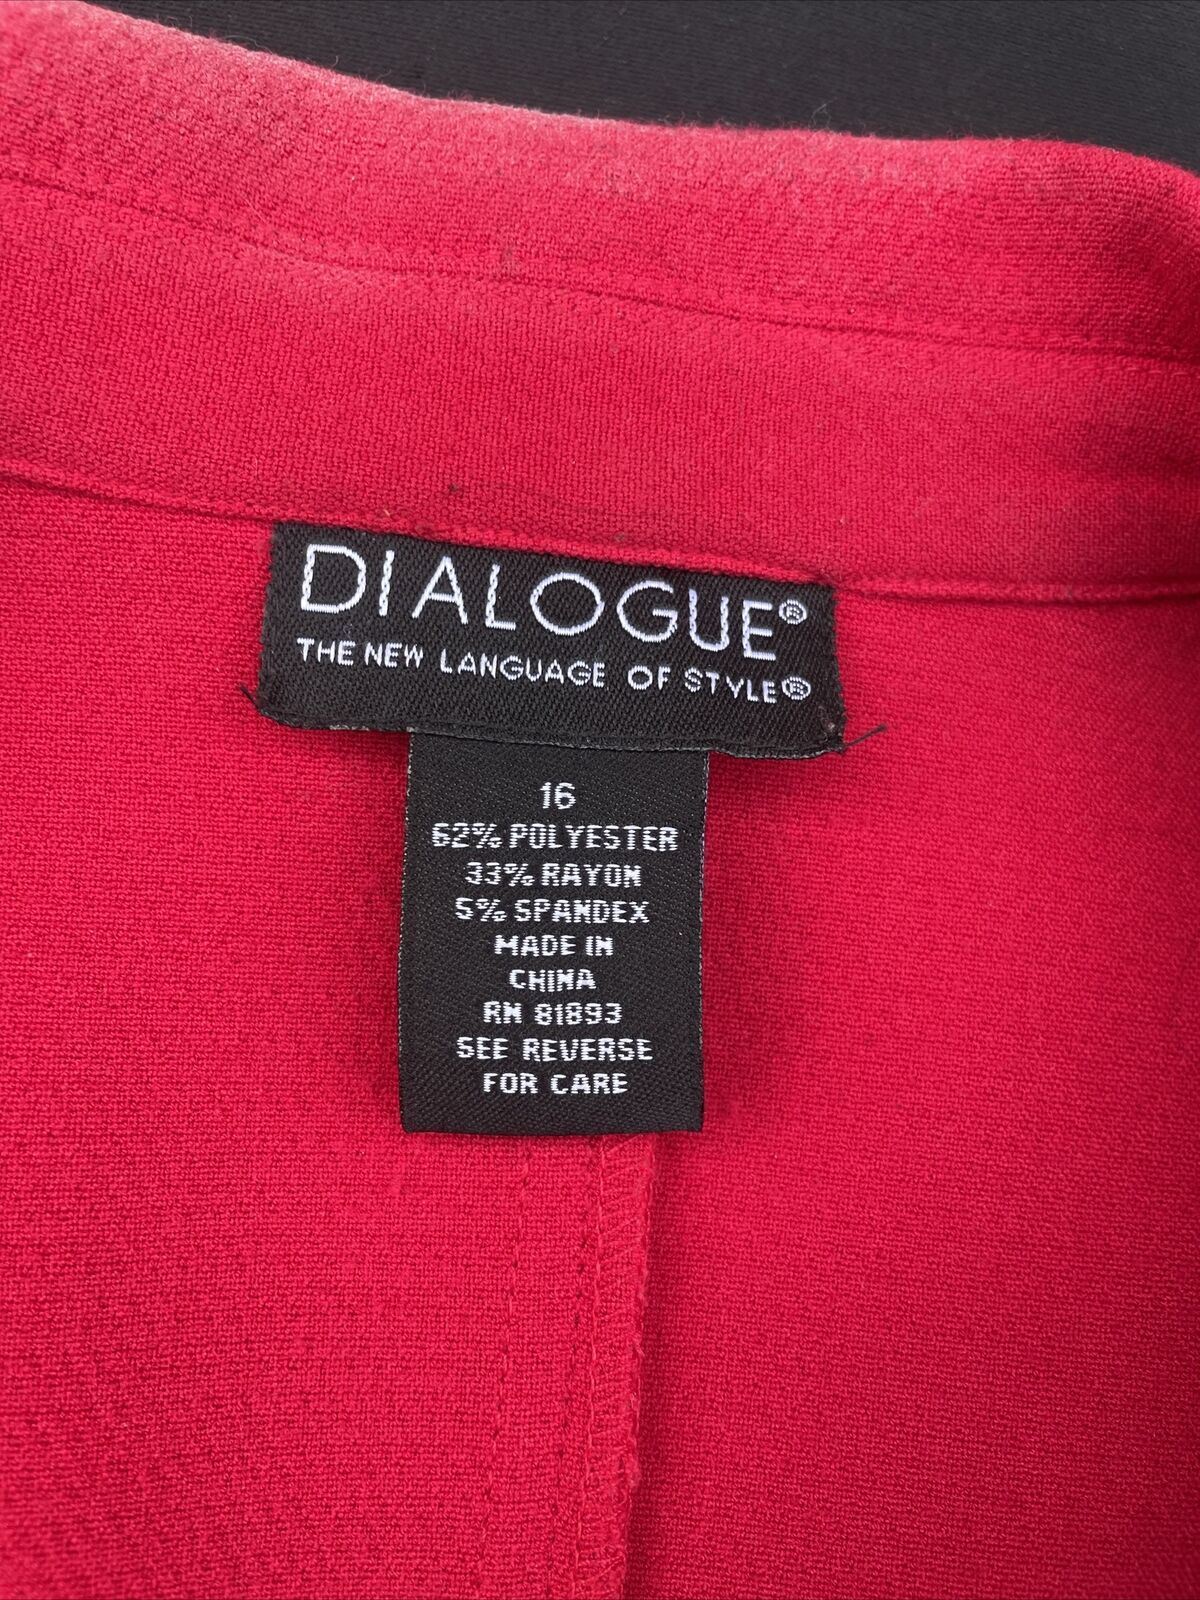 DIALOGUE®
THE NEW LANGUAGE OF STYLE®
16
62% POLYESTER
33% RAYON
5% SPANDEX
MADE IN
CHINA
RN 81893
SEE REVERSE
FOR CARE